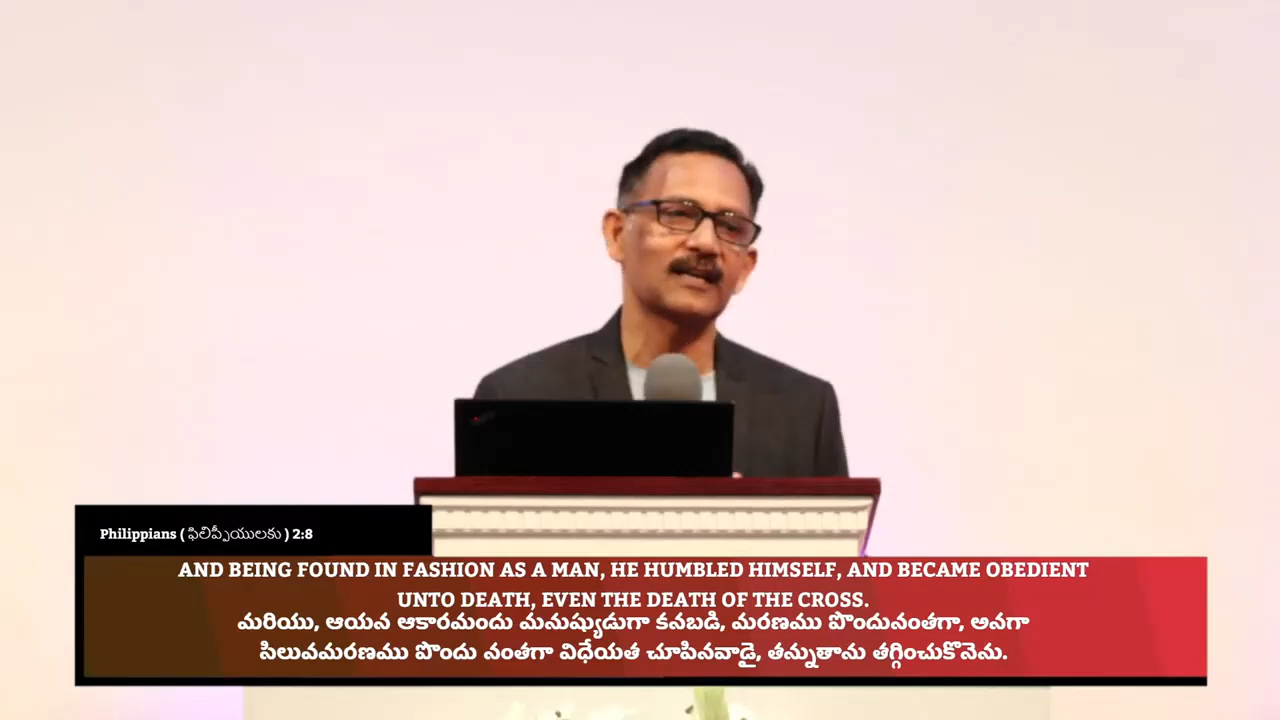 Philippians ( ఫిలిప్పీయులకు ) 2:8
AND BEING FOUND IN FASHION AS A MAN, HE HUMBLED HIMSELF, AND BECAME OBEDIENT
UNTO DEATH, EVEN THE DEATH OF THE CROSS.
మరియు, ఆయన ఆకారమందు మనుష్యుడుగా కనబడి, మరణము పొందునంతగా, అనగా
సిలువమరణము పొందు నంతగా విధేయత చూపినవాడై, తన్నుతాను తగ్గించుకొనెను.